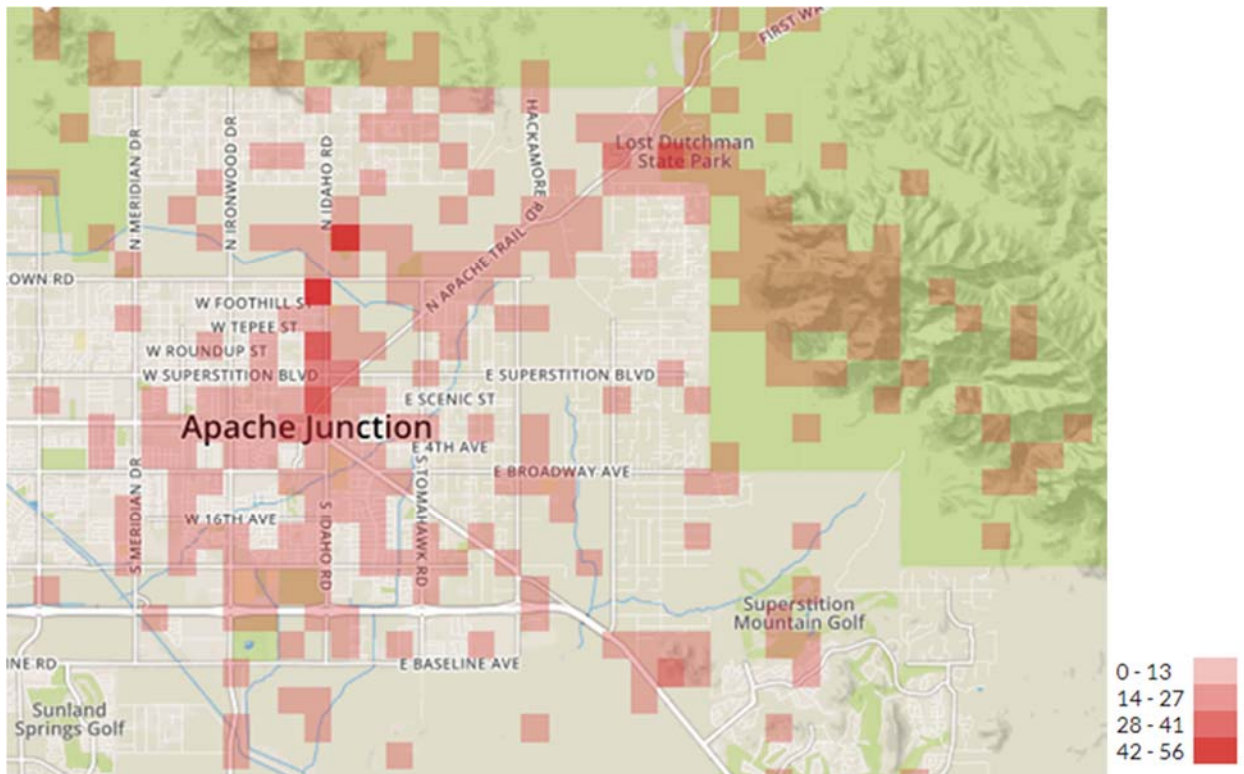 FIRST WA
N MERIDIAN DR
N IRONWOOD DR
N IDAHO RD
HACKAMORE RD
Lost Dutchman
State Park
N APACHE TRAIL
OWN RD
W FOOTHILL ST
W TEPEE ST
W ROUNDUP ST
W SUPERSTITION BLVD
E SUPERSTITION BLVD
E SCENIC ST
Apache Junction
E 4TH AVE
E BROADWAY AVE
S MERIDIAN DR
W 16TH AVE
S IDAHO RD
S TOMAHAWK RD
Superstition
Mountain Golf
INE RD
E BASELINE AVE
Sunland
Springs Golf
0 - 13
14 - 27
28 - 41
42 - 56